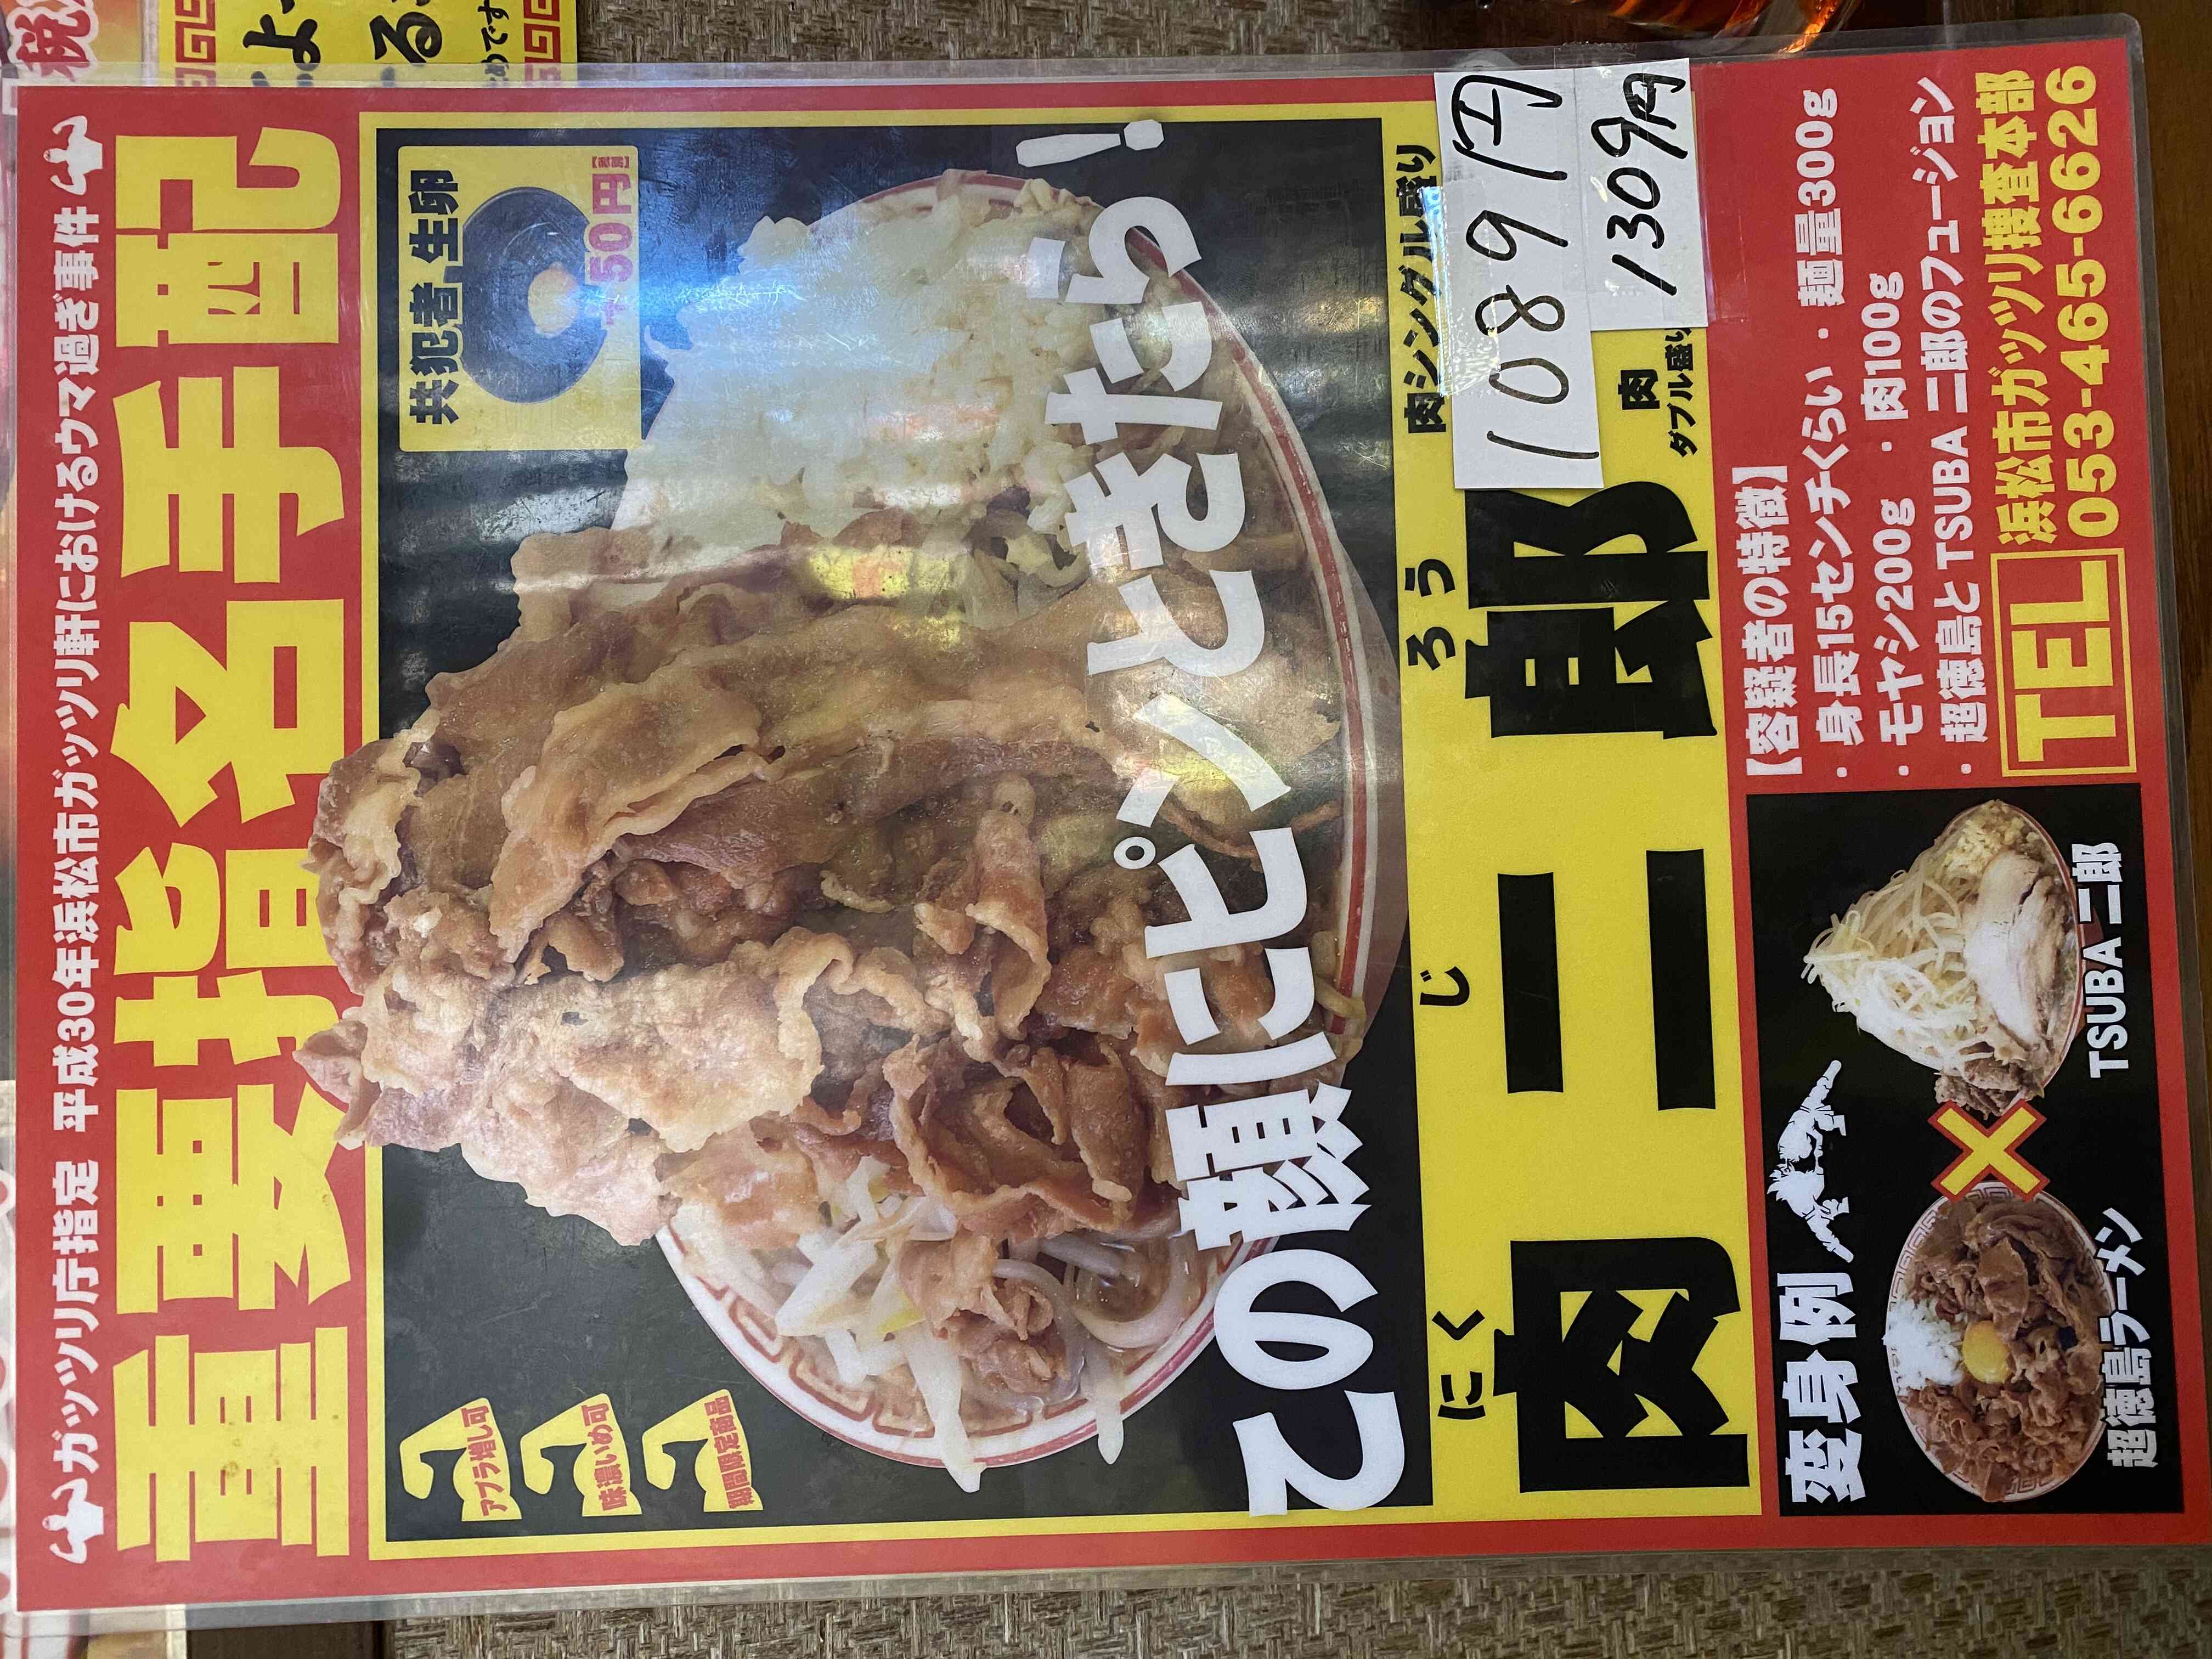 ガッツリ庁指定 平成30年浜松市ガッツリ軒におけるウマ過ぎ事件
重要指名手配
アブラ増し可
味濃いめ可
期間限定商品
共犯者 生卵
50円
この顔にピンときたら!
にく じ ろう
肉二郎
肉シングル盛り
1089円
肉
ダブル盛り
1309円
変身例
超徳島ラーメン
×
TSUBA 二郎
【容疑者の特徴】
・身長15センチくらい ・麺量300g
・モヤシ200g ・肉100g
・超徳島と TSUBA 二郎のフュージョン
TEL
浜松市ガッツリ捜査本部
053-465-6626